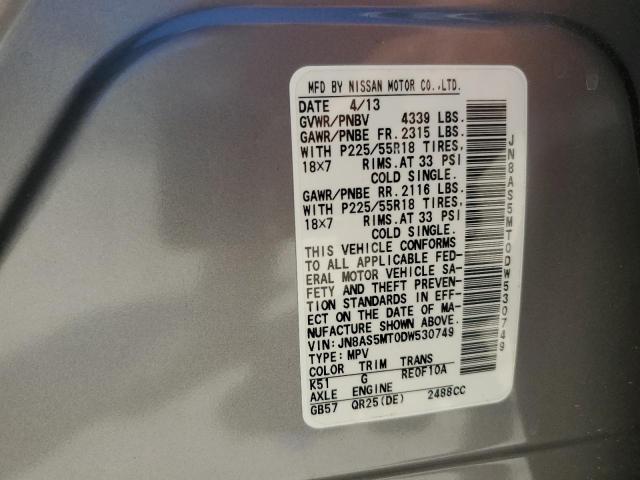 MFD BY NISSAN MOTOR CO.,LTD.
DATE 4/13
GVWR/PNBV 4339 LBS.
GAWR/PNBE FR. 2315 LBS.
WITH P225/55R18 TIRES,
18X7 RIMS. AT 33 PSI
COLD SINGLE.
GAWR/PNBE RR. 2116 LBS.
WITH P225/55R18 TIRES,
18X7 RIMS. AT 33 PSI
COLD SINGLE.
THIS VEHICLE CONFORMS
TO ALL APPLICABLE FED-
ERAL MOTOR VEHICLE SA-
FETY AND THEFT PREVEN-
TION STANDARDS IN EFF-
ECT ON THE DATE OF MA-
NUFACTURE SHOWN ABOVE.
VIN: JN8AS5MT0DW530749
TYPE: MPV
COLOR TRIM TRANS
K51 G RE0F10A
AXLE ENGINE
GB57 QR25(DE) 2488CC
JN8AS5MT0DW530749